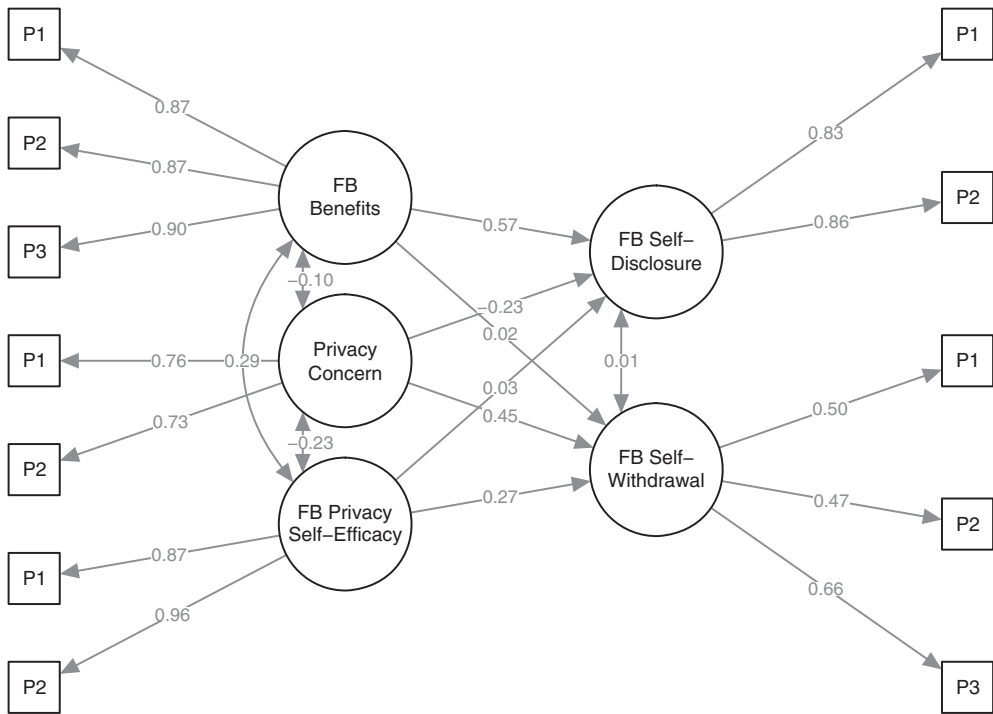 P1
P2
P3
P1
P2
P1
P2
0.87
0.87
0.90
0.76
0.73
0.87
0.96
FB
Benefits
−0.10
0.29
Privacy
Concern
−0.23
FB Privacy
Self−Efficacy
0.57
−0.23
0.02
0.03
0.45
0.27
FB Self−
Disclosure
0.01
FB Self−
Withdrawal
0.83
0.86
0.50
0.47
0.66
P1
P2
P1
P2
P3